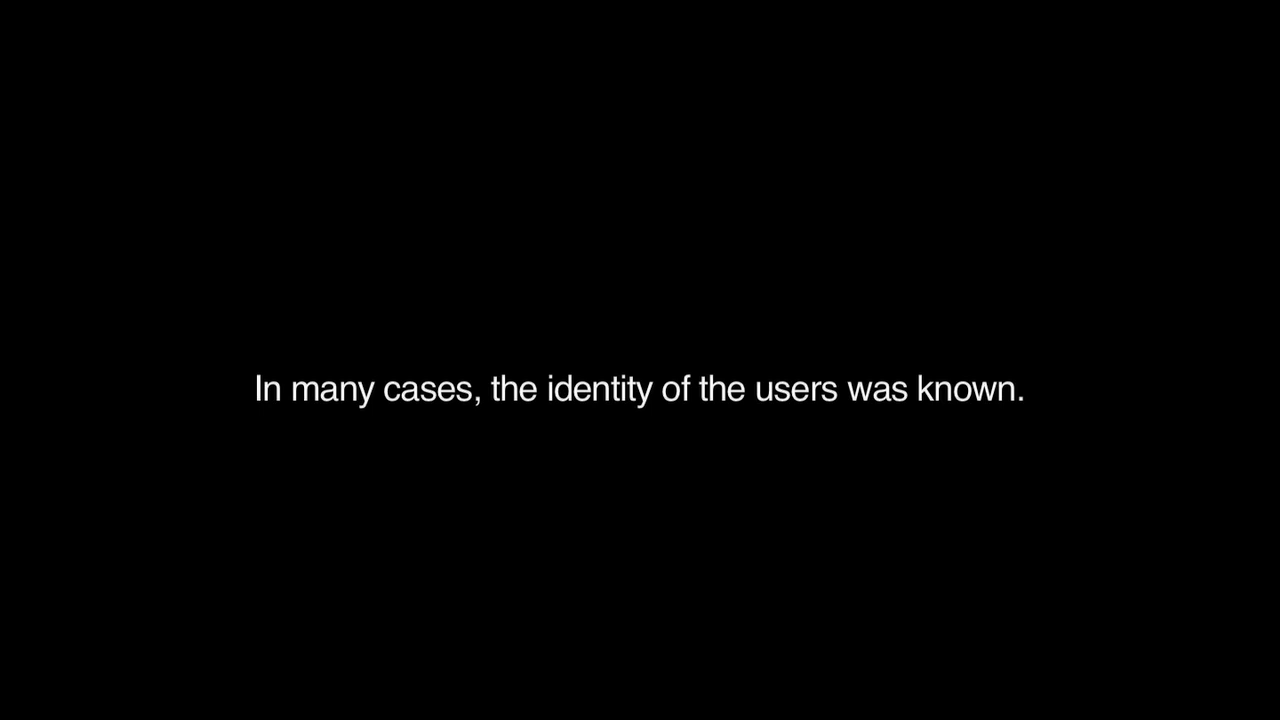 In many cases, the identity of the users was known.